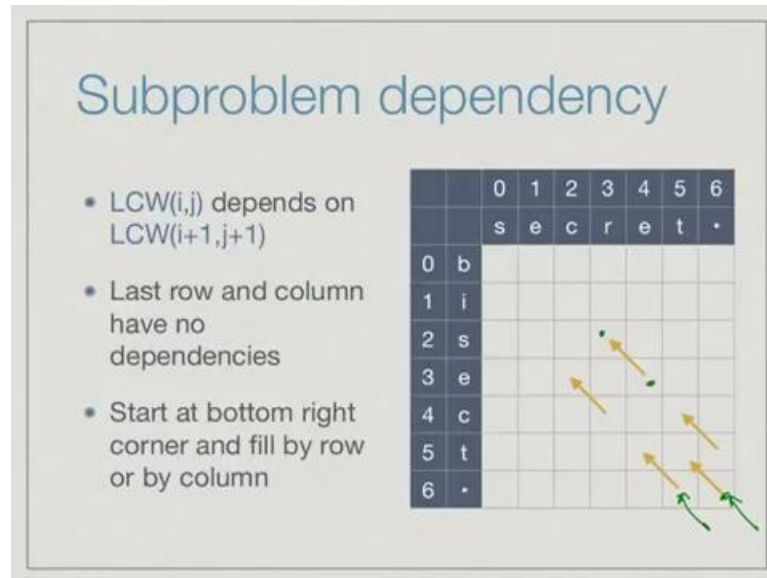 Subproblem dependency
• LCW(i,j) depends on
LCW(i+1,j+1)
• Last row and column
have no
dependencies
• Start at bottom right
corner and fill by row
or by column
0 1 2 3 4 5 6
s e c r e t •
0 b
1 i
2 s
3 e
4 c
5 t
6 •